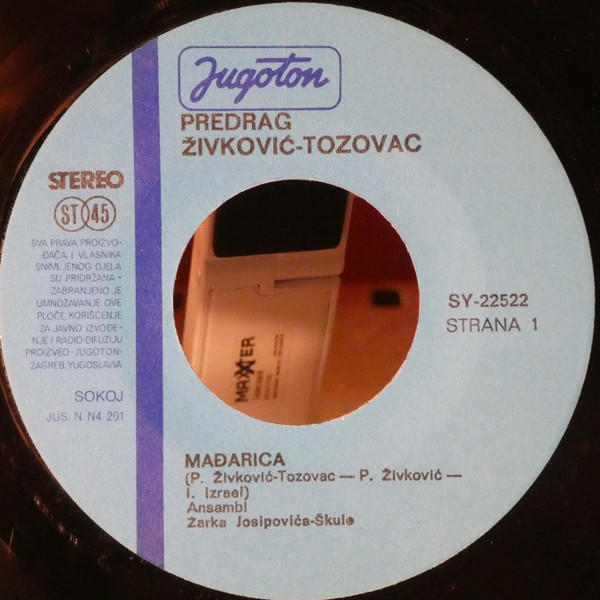 Jugoton
PREDRAG
ŽIVKOVIĆ-TOZOVAC
STEREO
ST 45
SVA PRAVA PROIZVO-
ĐAČA I VLASNIKA
SNIMLJENOG DJELA
SU PRIDRŽANA –
ZABRANJENO JE
UMNOŽAVANJE OVE
PLOČE, KORIŠĆENJE
ZA JAVNO IZVOĐE-
NJE I RADIO-DIFUZIJU
PROIZVEO · JUGOTON ·
ZAGREB, YUGOSLAVIA
SOKOJ
JUS. N. N4 201
SY-22522
STRANA 1
MAXXTER
MAĐARICA
(P. Živković-Tozovac — P. Živković —
I. Izrael)
Ansambl
Žarka Josipovića-Škule